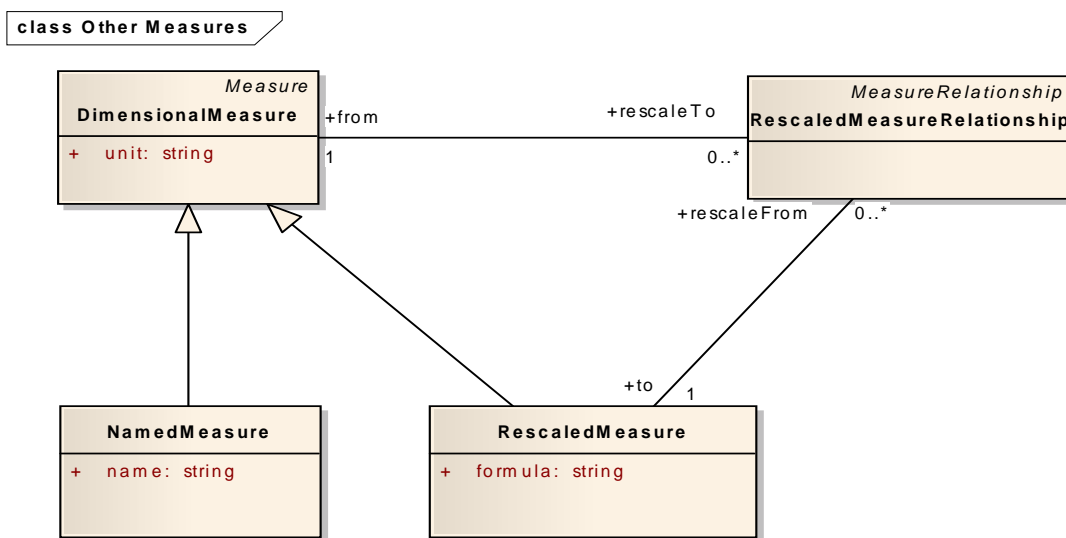 class Other Measures
Measure
DimensionalMeasure
+ unit: string
+from
1
+rescaleTo
0..*
MeasureRelationship
RescaledMeasureRelationship
+rescaleFrom
0..*
+to
1
NamedMeasure
+ name: string
RescaledMeasure
+ formula: string